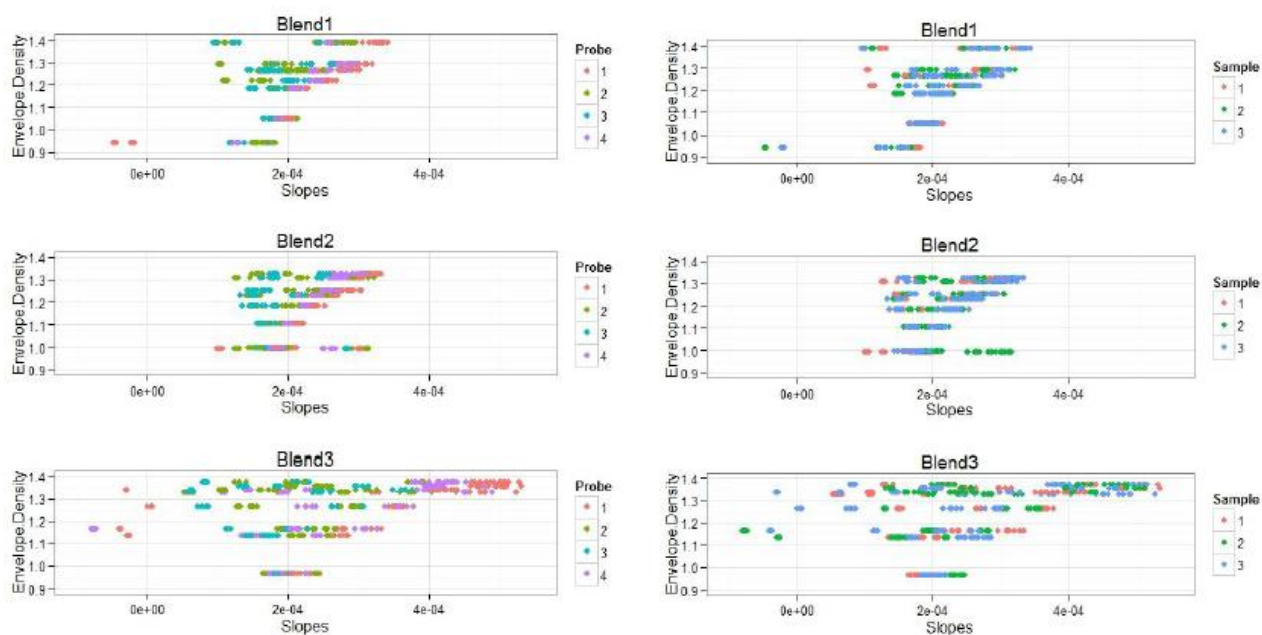 Blend1
Envelope.Density
1.4
1.3
1.2
1.1
1.0
0.9
0e+00 2e-04 4e-04
Slopes
Probe
1
2
3
4
Blend1
Envelope.Density
1.4
1.3
1.2
1.1
1.0
0.9
0e+00 2e-04 4e-04
Slopes
Sample
1
2
3
Blend2
Envelope.Density
1.4
1.3
1.2
1.1
1.0
0.9
0e+00 2e-04 4e-04
Slopes
Probe
1
2
3
4
Blend2
Envelope.Density
1.4
1.3
1.2
1.1
1.0
0.9
0e+00 2e-04 4e-04
Slopes
Sample
1
2
3
Blend3
Envelope.Density
1.4
1.3
1.2
1.1
1.0
0.9
0e+00 2e-04 4e-04
Slopes
Probe
1
2
3
4
Blend3
Envelope.Density
1.4
1.3
1.2
1.1
1.0
0.9
0e+00 2e-04 4e-04
Slopes
Sample
1
2
3